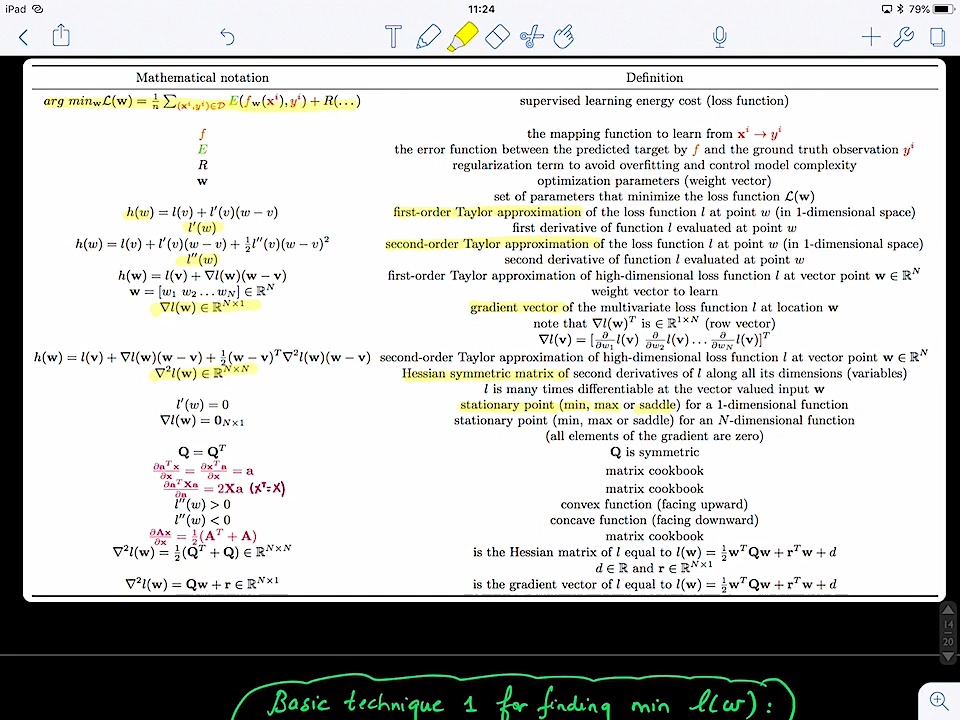 iPad 11:24 79%
Mathematical notation Definition
arg min_w L(w) = 1/n ∑_(x^i,y^i)∈D E(f_w(x^i), y^i) + R(...) supervised learning energy cost (loss function)
f the mapping function to learn from x^i → y^i
E the error function between the predicted target by f and the ground truth observation y^i
R regularization term to avoid overfitting and control model complexity
w optimization parameters (weight vector)
set of parameters that minimize the loss function L(w)
h(w) = l(v) + l′(v)(w − v) first-order Taylor approximation of the loss function l at point w (in 1-dimensional space)
l′(w) first derivative of function l evaluated at point w
h(w) = l(v) + l′(v)(w − v) + ½l″(v)(w − v)² second-order Taylor approximation of the loss function l at point w (in 1-dimensional space)
l″(w) second derivative of function l evaluated at point w
h(w) = l(v) + ∇l(w)(w − v) first-order Taylor approximation of high-dimensional loss function l at vector point w ∈ ℝ^N
w = [w₁ w₂ ... w_N] ∈ ℝ^N weight vector to learn
∇l(w) ∈ ℝ^N×1 gradient vector of the multivariate loss function l at location w
note that ∇l(w)^T is ∈ ℝ^1×N (row vector)
∇l(v) = [∂/∂w₁ l(v) ∂/∂w₂ l(v) ... ∂/∂w_N l(v)]^T
h(w) = l(v) + ∇l(w)(w − v) + ½(w − v)^T∇²l(w)(w − v) second-order Taylor approximation of high-dimensional loss function l at vector point w ∈ ℝ^N
∇²l(w) ∈ ℝ^N×N Hessian symmetric matrix of second derivatives of l along all its dimensions (variables)
l is many times differentiable at the vector valued input w
l′(w) = 0 stationary point (min, max or saddle) for a 1-dimensional function
∇l(w) = 0_N×1 stationary point (min, max or saddle) for an N-dimensional function
(all elements of the gradient are zero)
Q = Q^T Q is symmetric
∂a^T x/∂x = ∂x^T a/∂x = a matrix cookbook
∂a^T Xa/∂a = 2Xa (X^T=X) matrix cookbook
l″(w) > 0 convex function (facing upward)
l″(w) < 0 concave function (facing downward)
∂Ax/∂x = ½(A^T + A) matrix cookbook
∇²l(w) = ½(Q^T + Q) ∈ ℝ^N×N is the Hessian matrix of l equal to l(w) = ½w^T Qw + r^T w + d
d ∈ ℝ and r ∈ ℝ^N×1
∇²l(w) = Qw + r ∈ ℝ^N×1 is the gradient vector of l equal to l(w) = ½w^T Qw + r^T w + d
14
20
Basic technique 1 for finding min l(w):